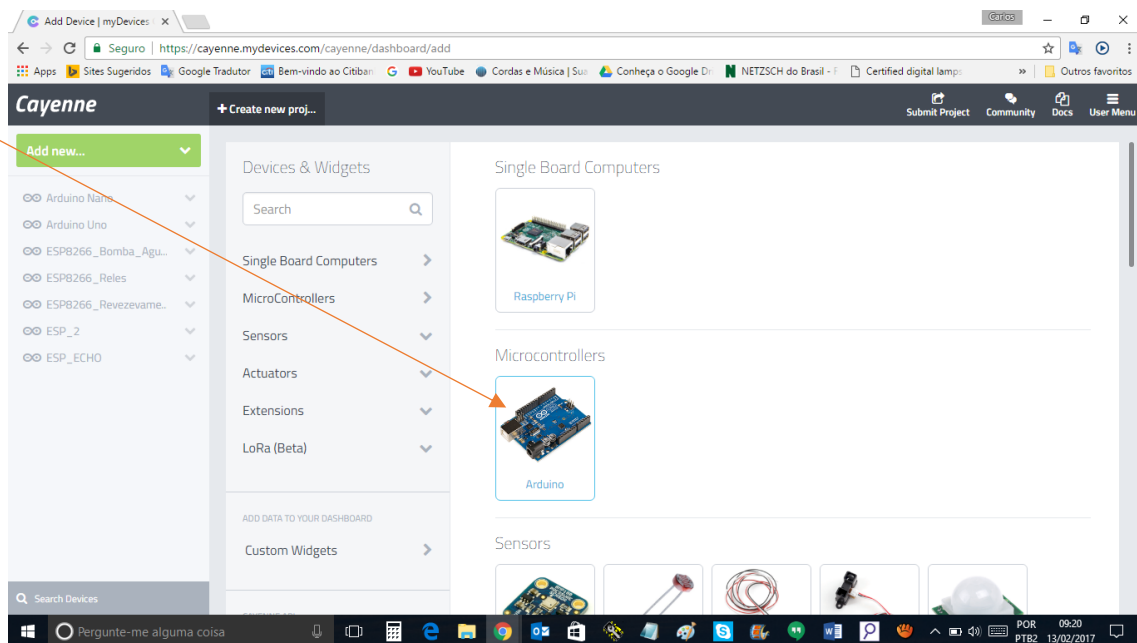 Add Device | myDevices
Carlos
Seguro | https://cayenne.mydevices.com/cayenne/dashboard/add
Apps Sites Sugeridos Google Tradutor Bem-vindo ao Citiban YouTube Cordas e Música | Sua Conheça o Google Dr NETZSCH do Brasil - F Certified digital lamps » Outros favoritos
Cayenne
+ Create new proj...
Submit Project Community Docs User Menu
Add new...
Arduino Nano
Arduino Uno
ESP8266_Bomba_Agu..
ESP8266_Reles
ESP8266_Revezevame..
ESP_2
ESP_ECHO
Search Devices
Devices & Widgets
Search
Single Board Computers
MicroControllers
Sensors
Actuators
Extensions
LoRa (Beta)
ADD DATA TO YOUR DASHBOARD
Custom Widgets
Single Board Computers
Raspberry Pi
Microcontrollers
Arduino
Sensors
Pergunte-me alguma coisa
POR
PTB2
09:20
13/02/2017